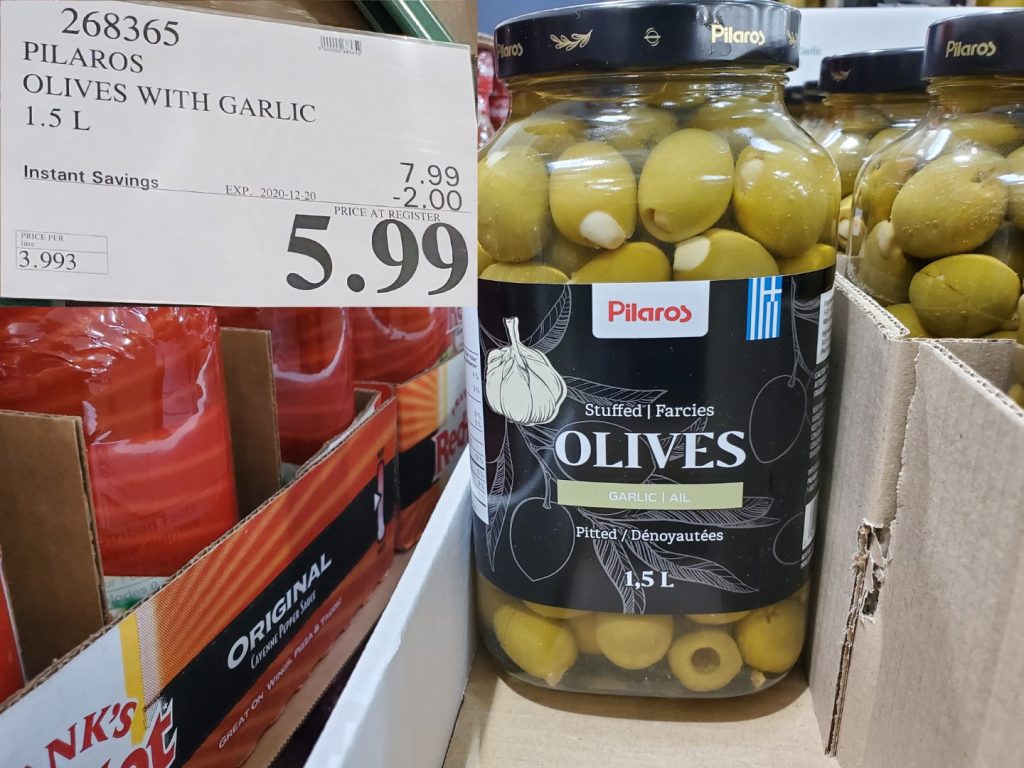 268365
PILAROS
OLIVES WITH GARLIC
1.5 L
Instant Savings
EXP. 2020-12-20
7.99
-2.00
PRICE AT REGISTER
5.99
PRICE PER
litre
3.993
Pilaros
Pilaros
Pilaros
Pilaros
Stuffed | Farcies
OLIVES
GARLIC | AIL
Pitted / Dénoyautées
1,5 L
ORIGINAL
CAYENNE PEPPER SAUCE
GREAT ON WINGS, PIZZA & TACOS!
NK'S